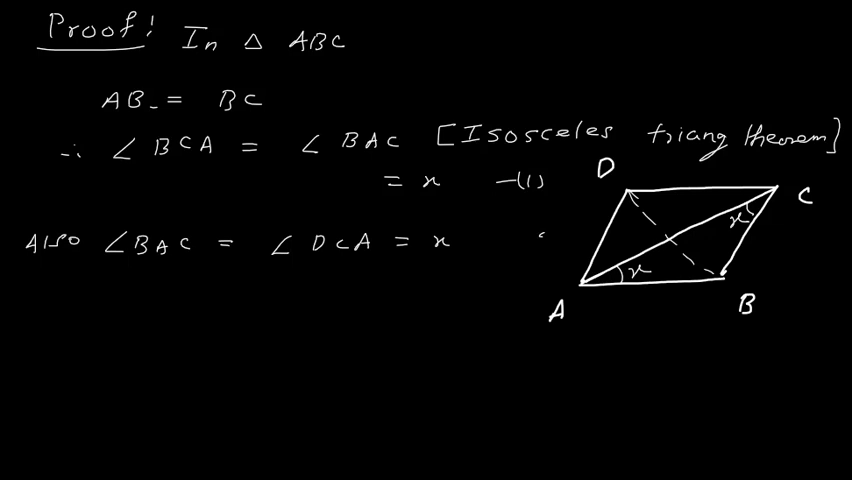 Proof! In △ ABC
AB = BC
∴ ∠BCA = ∠BAC [Isosceles triang theorem]
= x —(1)
Also ∠BAC = ∠DCA = x
D
C
x
x
A
B